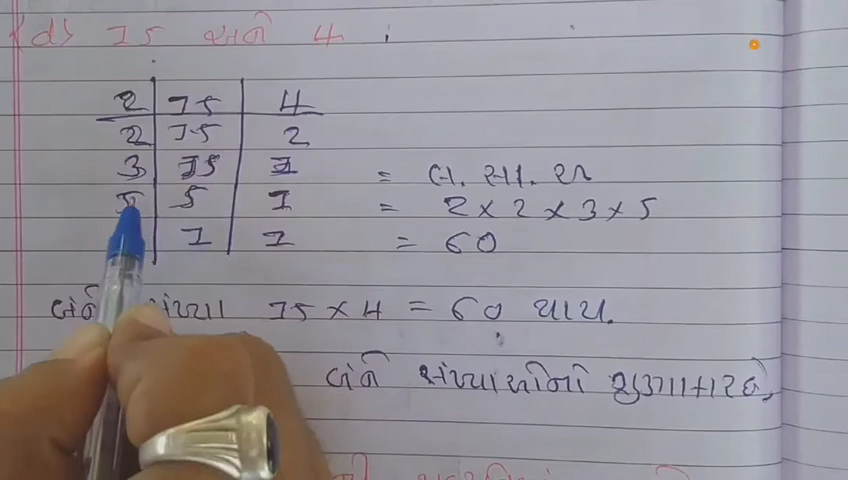 (d) 15 અને 4 :
2 | 15 | 4
2 | 15 | 2
3 | 15 | 1 = લ. સા. અ
5 | 5 | 1 = 2 × 2 × 3 × 5
1 | 1 = 60
બંને સંખ્યા 15 × 4 = 60 થાય.
બંને સંખ્યાઓનો ગુણાકાર છે,